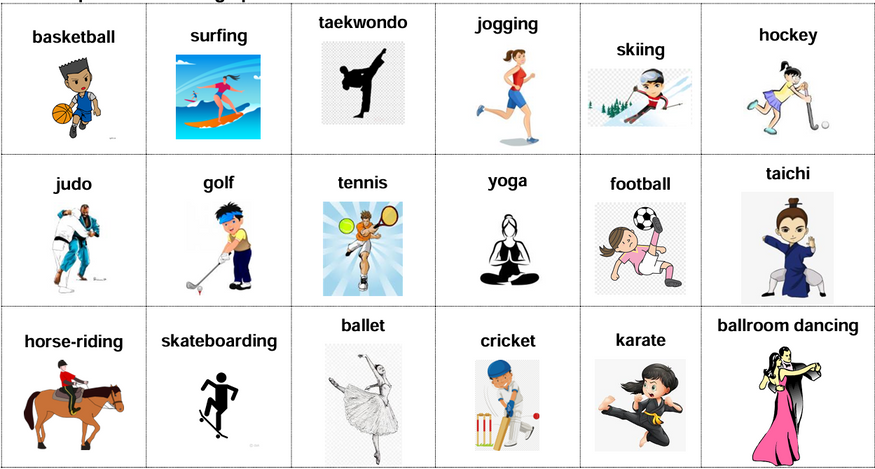 basketball
surfing
taekwondo
jogging
skiing
hockey
judo
golf
tennis
yoga
football
taichi
horse-riding
skateboarding
ballet
cricket
karate
ballroom dancing